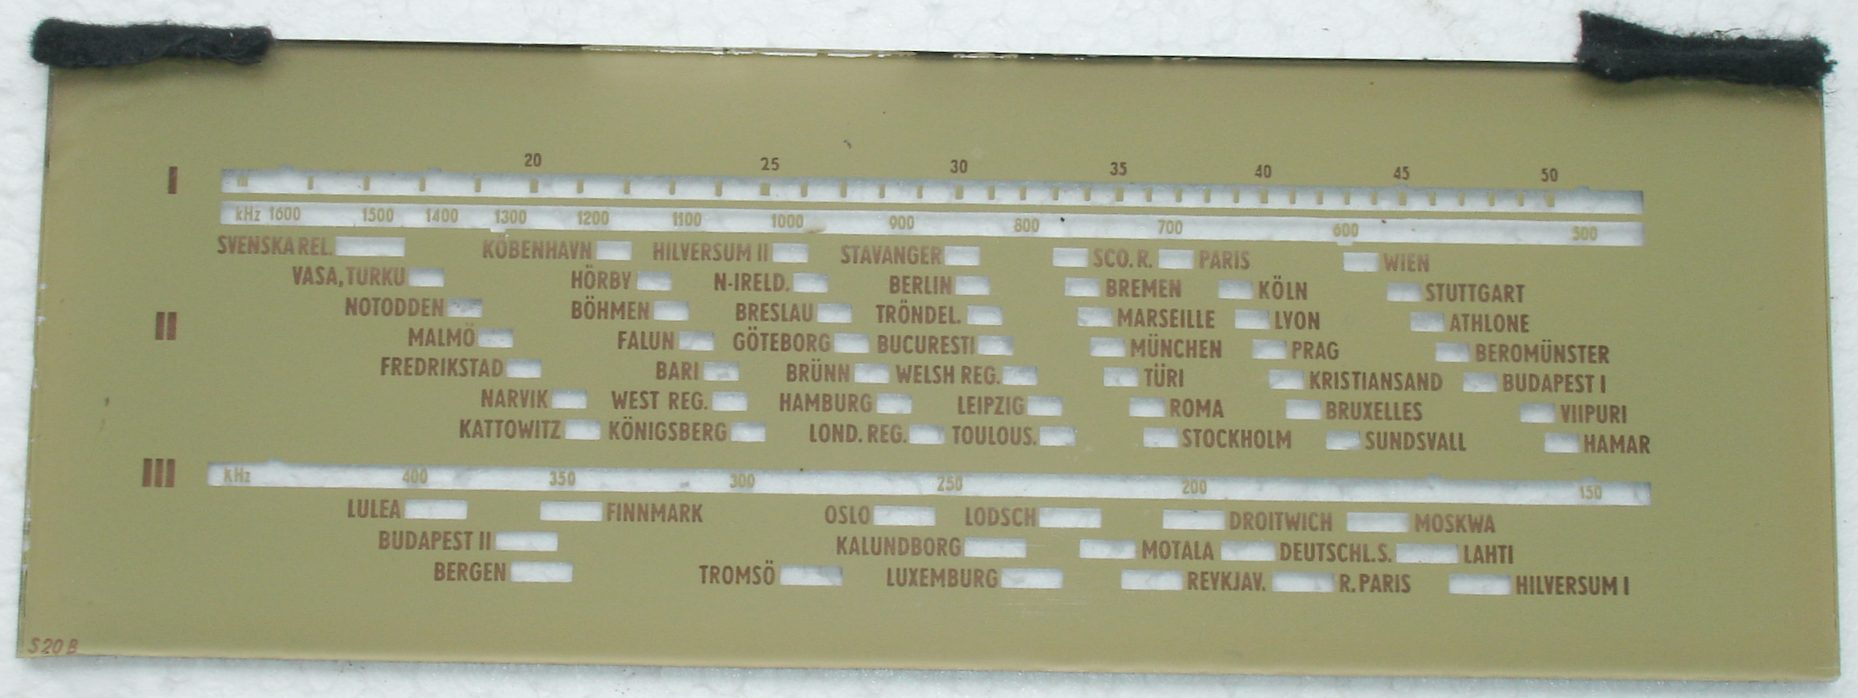 I 20 25 30 35 40 45 50
kHz 1600 1500 1400 1300 1200 1100 1000 900 800 700 600 500
SVENSKA REL. KÖBENHAVN HILVERSUM II STAVANGER SCO. R. PARIS WIEN
VASA, TURKU HÖRBY N-IRELD. BERLIN BREMEN KÖLN STUTTGART
NOTODDEN BÖHMEN BRESLAU TRÖNDEL. MARSEILLE LYON ATHLONE
II
MALMÖ FALUN GÖTEBORG BUCURESTI MÜNCHEN PRAG BEROMÜNSTER
FREDRIKSTAD BARI BRÜNN WELSH REG. TÜRI KRISTIANSAND BUDAPEST I
NARVIK WEST REG. HAMBURG LEIPZIG ROMA BRUXELLES VIIPURI
KATTOWITZ KÖNIGSBERG LOND. REG. TOULOUS. STOCKHOLM SUNDSVALL HAMAR
III kHz 400 350 300 250 200 150
LULEA FINNMARK OSLO LODSCH DROITWICH MOSKWA
BUDAPEST II KALUNDBORG MOTALA DEUTSCHL.S. LAHTI
BERGEN TROMSÖ LUXEMBURG REYKJAV. R.PARIS HILVERSUM I
S 20 B